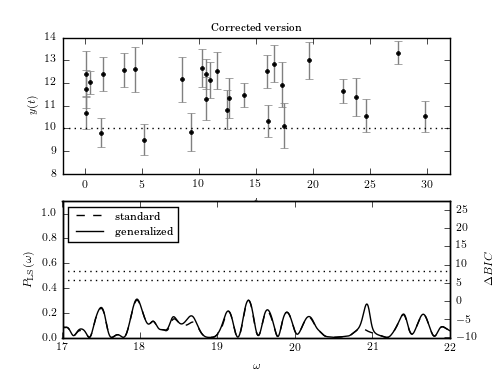 Corrected version
14
13
12
11
10
9
8
y(t)
0 5 10 15 20 25 30
1.0
0.8
0.6
0.4
0.2
0.0
P_LS(ω)
standard
generalized
25
20
15
10
5
0
−5
−10
ΔBIC
17 18 19 20 21 22
ω